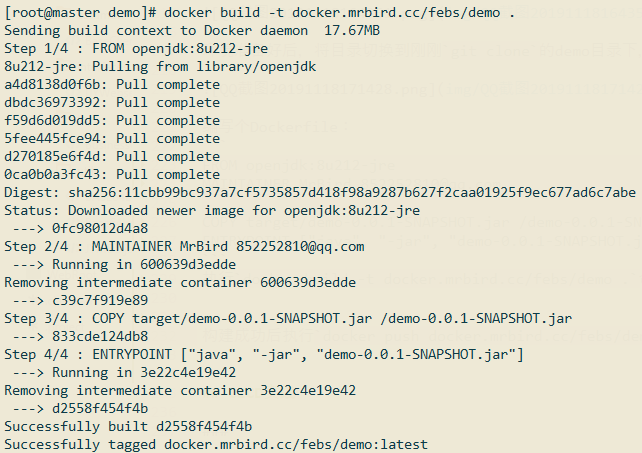 [root@master demo]# docker build -t docker.mrbird.cc/febs/demo .
Sending build context to Docker daemon  17.67MB
Step 1/4 : FROM openjdk:8u212-jre
8u212-jre: Pulling from library/openjdk
a4d8138d0f6b: Pull complete
dbdc36973392: Pull complete
f59d6d019dd5: Pull complete
5fee445fce94: Pull complete
d270185e6f4d: Pull complete
0ca0b0a3fc43: Pull complete
Digest: sha256:11cbb99bc937a7cf5735857d418f98a9287b627f2caa01925f9ec677ad6c7abe
Status: Downloaded newer image for openjdk:8u212-jre
 ---> 0fc98012d4a8
Step 2/4 : MAINTAINER MrBird 852252810@qq.com
 ---> Running in 600639d3edde
Removing intermediate container 600639d3edde
 ---> c39c7f919e89
Step 3/4 : COPY target/demo-0.0.1-SNAPSHOT.jar /demo-0.0.1-SNAPSHOT.jar
 ---> 833cde124db8
Step 4/4 : ENTRYPOINT ["java", "-jar", "demo-0.0.1-SNAPSHOT.jar"]
 ---> Running in 3e22c4e19e42
Removing intermediate container 3e22c4e19e42
 ---> d2558f454f4b
Successfully built d2558f454f4b
Successfully tagged docker.mrbird.cc/febs/demo:latest